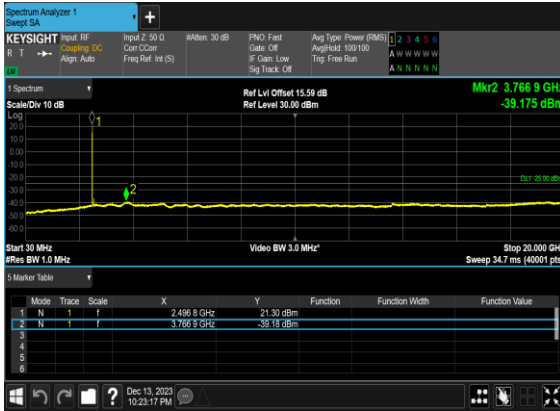 Spectrum Analyzer 1
Swept SA
+
KEYSIGHT
R T
LXI
Input: RF
Coupling: DC
Align: Auto
Input Z: 50 Ω
Corr CCorr
Freq Ref: Int (S)
#Atten: 30 dB
PNO: Fast
Gate: Off
IF Gain: Low
Sig Track: Off
Avg Type: Power (RMS)
Avg|Hold: 100/100
Trig: Free Run
1 2 3 4 5 6
A W W W W W
A N N N N N
1 Spectrum
Scale/Div 10 dB
Log
Ref Lvl Offset 15.59 dB
Ref Level 30.00 dBm
Mkr2 3.766 9 GHz
-39.175 dBm
20.0
10.0
0.00
-10.0
-20.0
-30.0
-40.0
-50.0
-60.0
1
2
DL1 -25.00 dBm
Start 30 MHz
#Res BW 1.0 MHz
Video BW 3.0 MHz*
Stop 20.000 GHz
Sweep 34.7 ms (40001 pts)
5 Marker Table
Mode Trace Scale X Y Function Function Width Function Value
1 N 1 f 2.496 8 GHz 21.30 dBm
2 N 1 f 3.766 9 GHz -39.18 dBm
3
4
5
6
?
Dec 13, 2023
10:23:17 PM